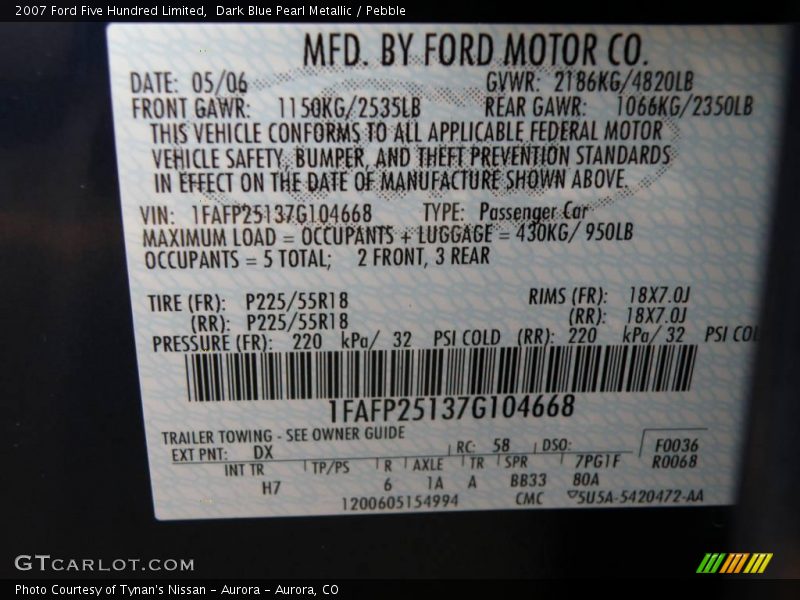 2007 Ford Five Hundred Limited,  Dark Blue Pearl Metallic / Pebble
MFD. BY FORD MOTOR CO.
DATE: 05/06 GVWR: 2186KG/4820LB
FRONT GAWR: 1150KG/2535LB REAR GAWR: 1066KG/2350LB
THIS VEHICLE CONFORMS TO ALL APPLICABLE FEDERAL MOTOR
VEHICLE SAFETY, BUMPER, AND THEFT PREVENTION STANDARDS
IN EFFECT ON THE DATE OF MANUFACTURE SHOWN ABOVE.
VIN: 1FAFP25137G104668 TYPE: Passenger Car
MAXIMUM LOAD = OCCUPANTS + LUGGAGE = 430KG/ 950LB
OCCUPANTS = 5 TOTAL; 2 FRONT, 3 REAR
TIRE (FR): P225/55R18 RIMS (FR): 18X7.0J
(RR): P225/55R18 (RR): 18X7.0J
PRESSURE (FR): 220 kPa/ 32 PSI COLD (RR): 220 kPa/ 32 PSI COL
1FAFP25137G104668
TRAILER TOWING - SEE OWNER GUIDE
EXT PNT: DX RC: 58 DSO: F0036
INT TR TP/PS R AXLE TR SPR 7PG1F R0068
H7 6 1A A BB33 80A
1200605154994 CMC 5U5A-5420472-AA
GTCARLOT.COM
Photo Courtesy of Tynan's Nissan - Aurora - Aurora, CO